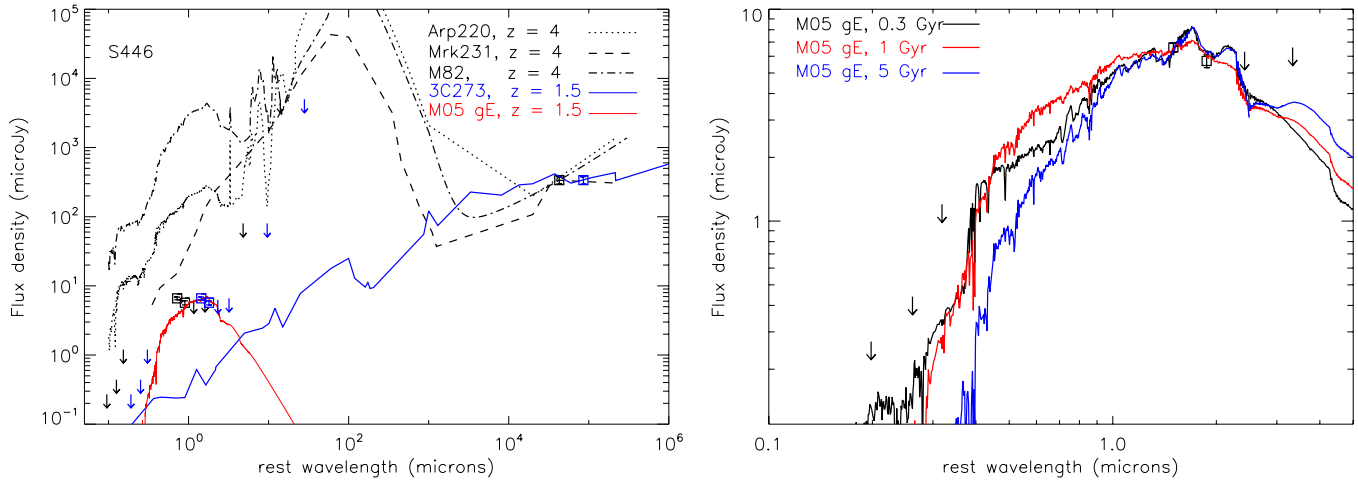 S446
Arp220, z = 4
Mrk231, z = 4
M82, z = 4
3C273, z = 1.5
M05 gE, z = 1.5
Flux density (microJy)
10^5
10^4
10^3
10^2
10^1
10^0
10^-1
10^0 10^2 10^4 10^6
rest wavelength (microns)
M05 gE, 0.3 Gyr
M05 gE, 1 Gyr
M05 gE, 5 Gyr
Flux density (microJy)
10
1
0.1 1.0
rest wavelength (microns)